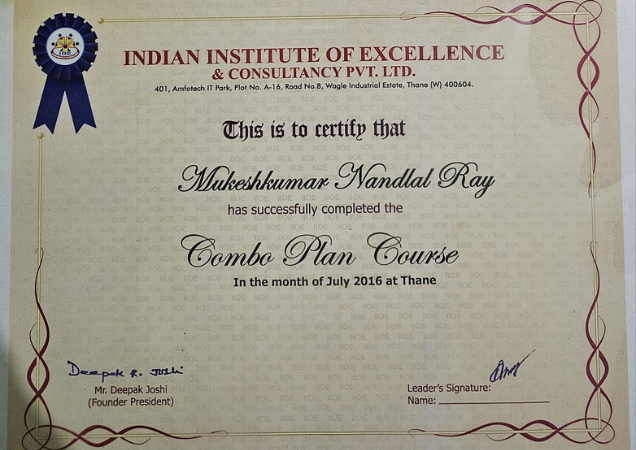 INDIAN INSTITUTE OF EXCELLENCE
& CONSULTANCY PVT. LTD.
401, Amfotech IT Park, Plot No. A-16, Road No.8, Wagle Industrial Estate, Thane (W) 400604.
This is to certify that
Mukeshkumar Nandlal Ray
has successfully completed the
Combo Plan Course
In the month of July 2016 at Thane
Deepak R. Joshi
Mr. Deepak Joshi
(Founder President)
Leader's Signature:
Name: